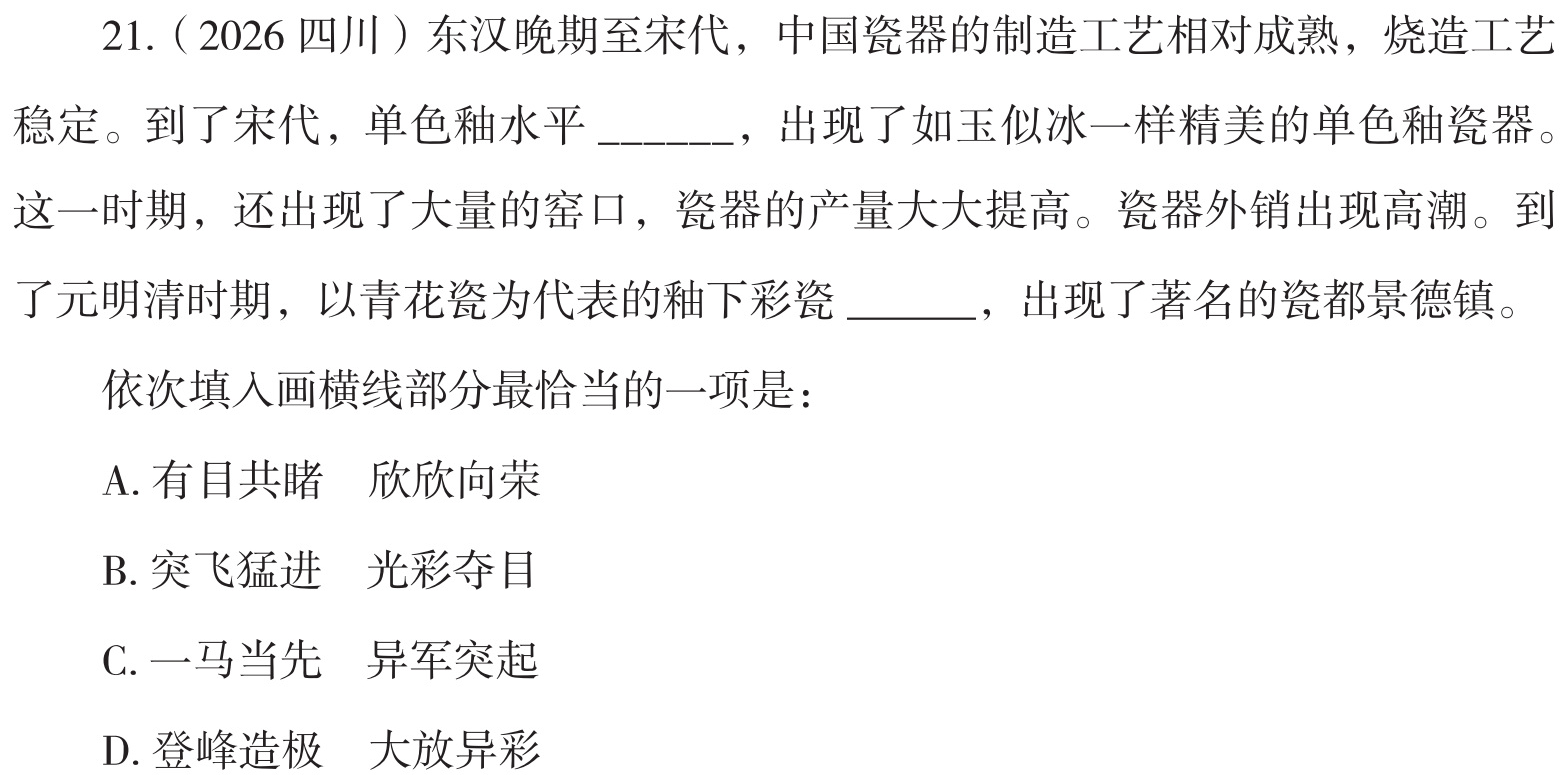 21.（2026 四川）东汉晚期至宋代，中国瓷器的制造工艺相对成熟，烧造工艺
稳定。到了宋代，单色釉水平 ______，出现了如玉似冰一样精美的单色釉瓷器。
这一时期，还出现了大量的窑口，瓷器的产量大大提高。瓷器外销出现高潮。到
了元明清时期，以青花瓷为代表的釉下彩瓷 ______，出现了著名的瓷都景德镇。
依次填入画横线部分最恰当的一项是：
A. 有目共睹　欣欣向荣
B. 突飞猛进　光彩夺目
C. 一马当先　异军突起
D. 登峰造极　大放异彩